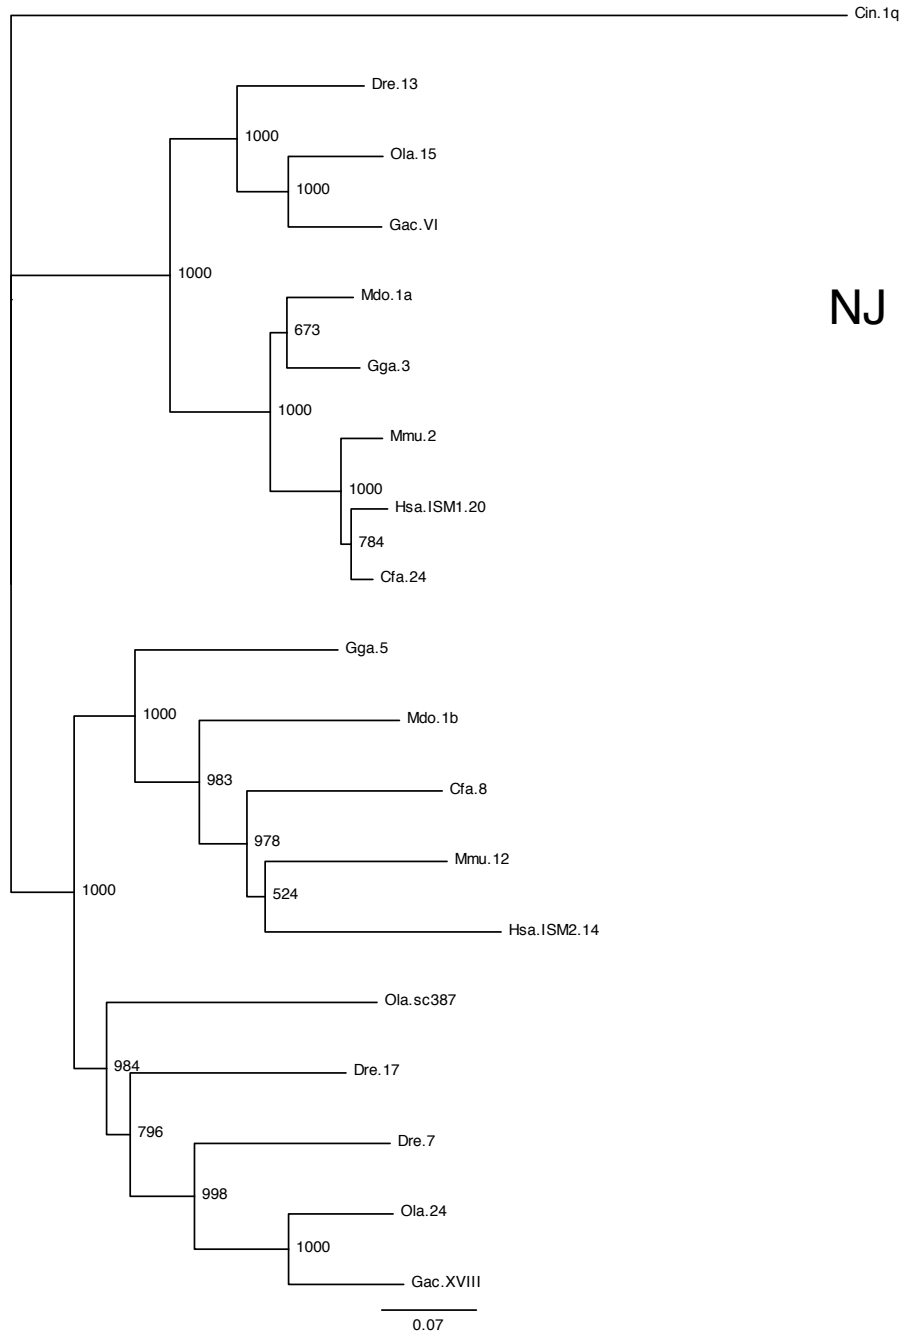 Cin.1q
Dre.13
1000
Ola.15
1000
Gac.VI
1000
Mdo.1a
NJ
673
Gga.3
1000
Mmu.2
1000
Hsa.ISM1.20
784
Cfa.24
Gga.5
1000
Mdo.1b
983
Cfa.8
978
Mmu.12
524
1000
Hsa.ISM2.14
Ola.sc387
984
Dre.17
796
Dre.7
998
Ola.24
1000
Gac.XVIII
0.07